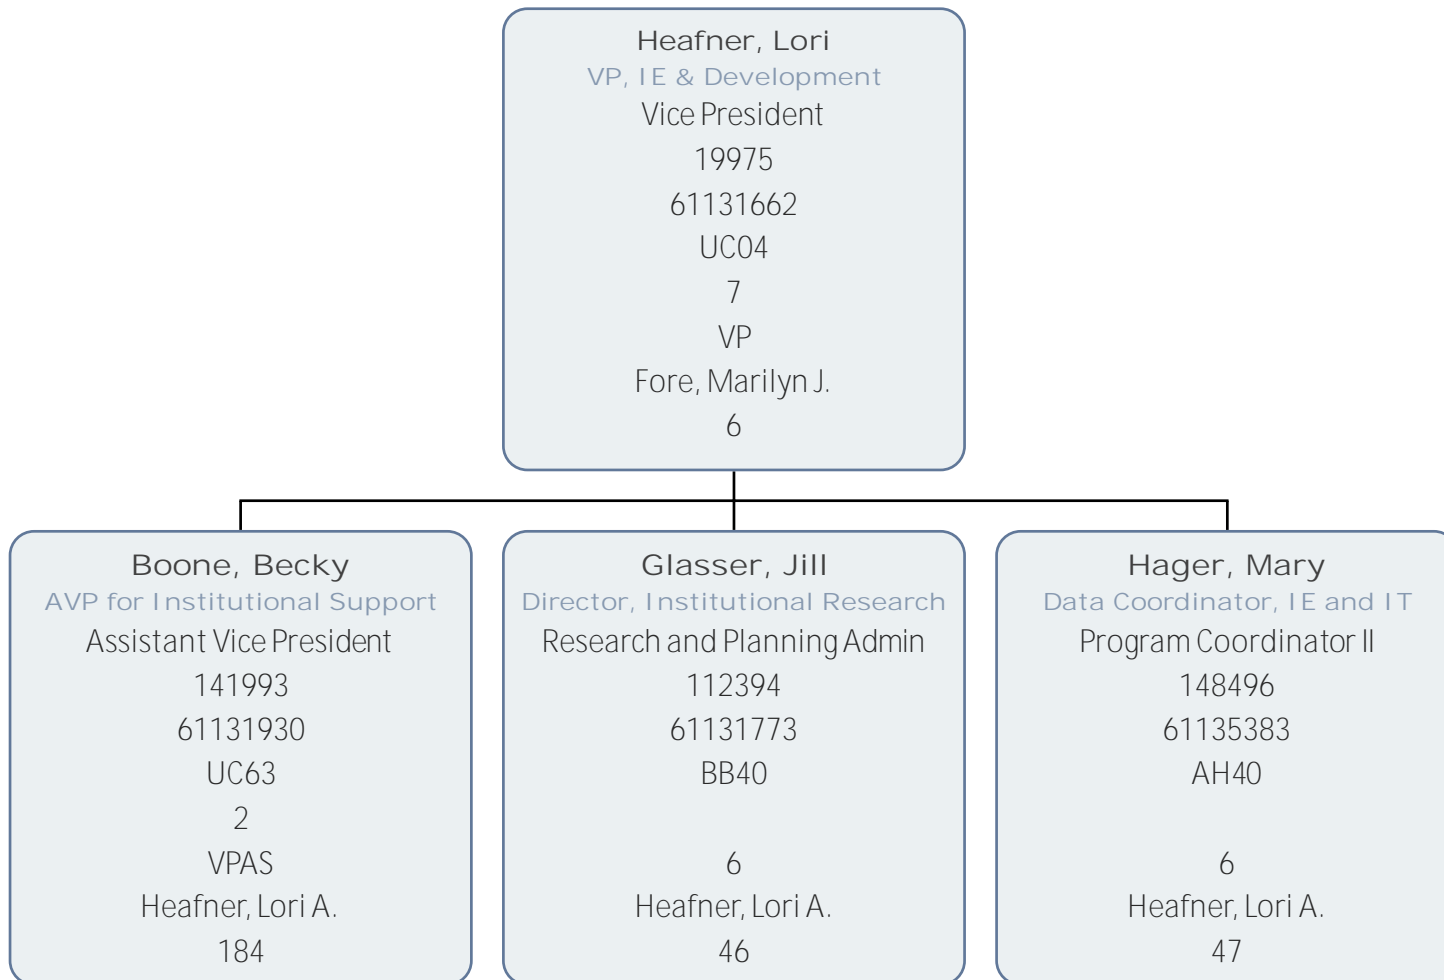 Heafner, Lori
VP, IE & Development
Vice President
19975
61131662
UC04
7
VP
Fore, Marilyn J.
6
Boone, Becky
AVP for Institutional Support
Assistant Vice President
141993
61131930
UC63
2
VPAS
Heafner, Lori A.
184
Glasser, Jill
Director, Institutional Research
Research and Planning Admin
112394
61131773
BB40
6
Heafner, Lori A.
46
Hager, Mary
Data Coordinator, IE and IT
Program Coordinator II
148496
61135383
AH40
6
Heafner, Lori A.
47